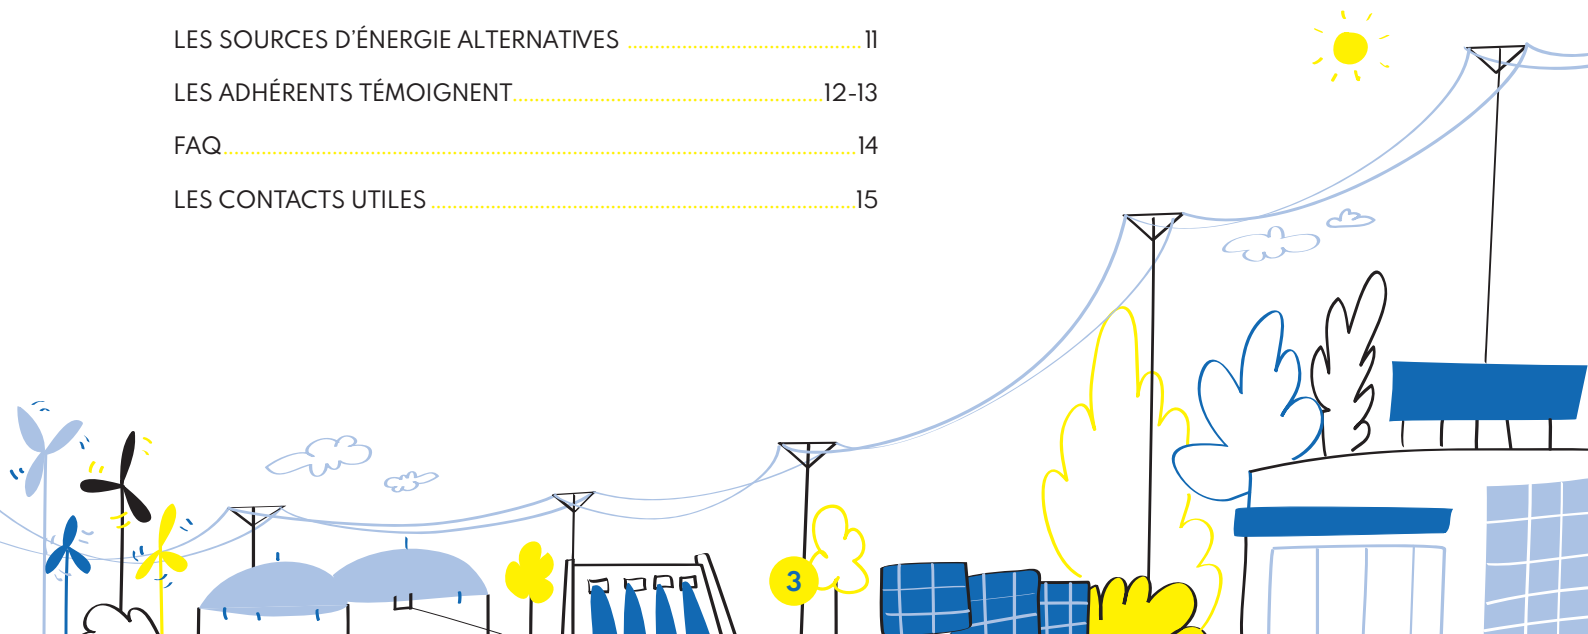 LES SOURCES D’ÉNERGIE ALTERNATIVES ........ 11
LES ADHÉRENTS TÉMOIGNENT ........ 12-13
FAQ ........ 14
LES CONTACTS UTILES ........ 15
3